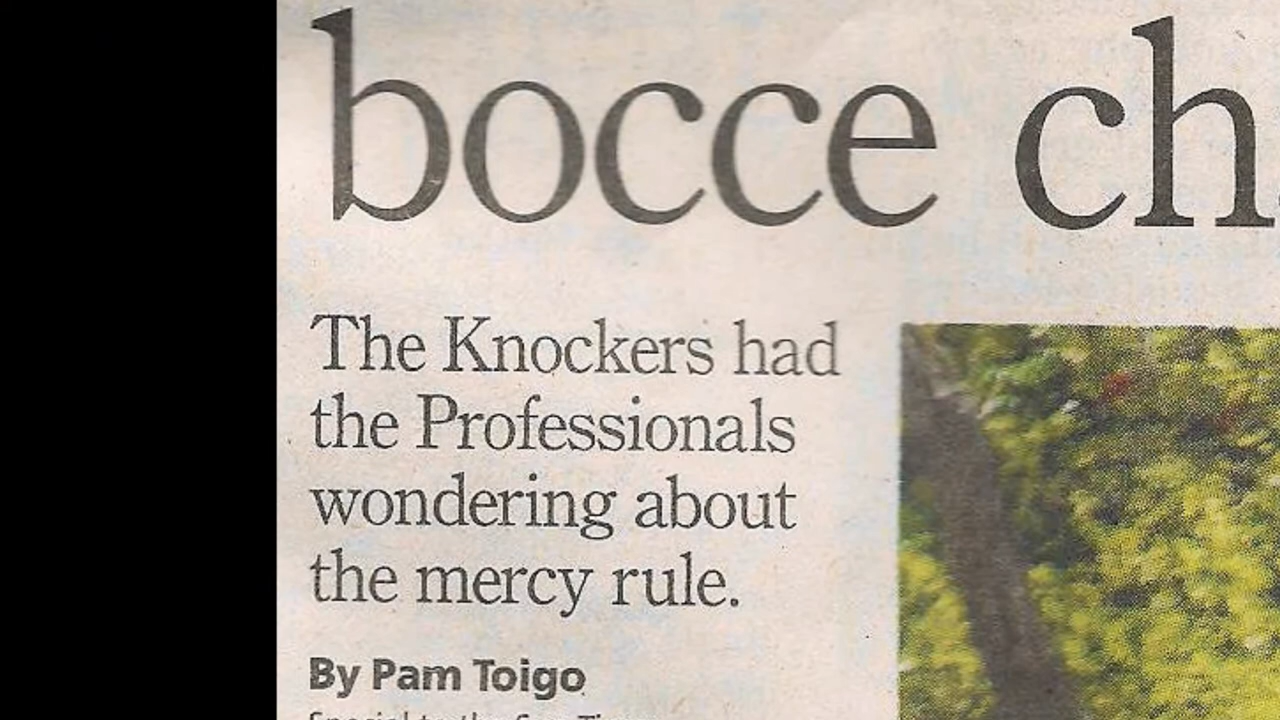 bocce ch
The Knockers had
the Professionals
wondering about
the mercy rule.
By Pam Toigo